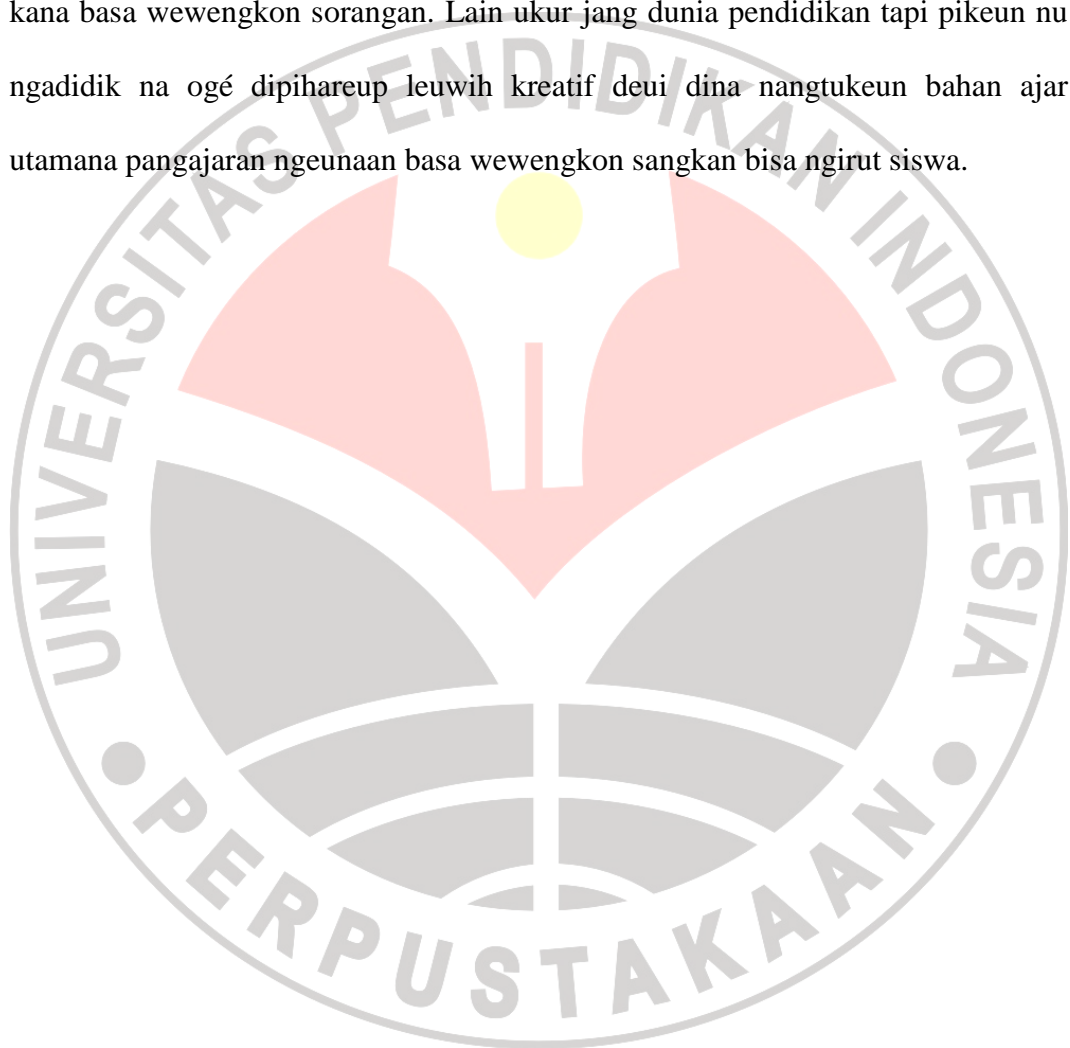 kana basa wewengkon sorangan. Lain ukur jang dunia pendidikan tapi pikeun nu
ngadidik na ogé dipihareup leuwih kreatif deui dina nangtukeun bahan ajar
utamana pangajaran ngeunaan basa wewengkon sangkan bisa ngirut siswa.
UNIVERSITAS PENDIDIKAN INDONESIA
PERPUSTAKAAN